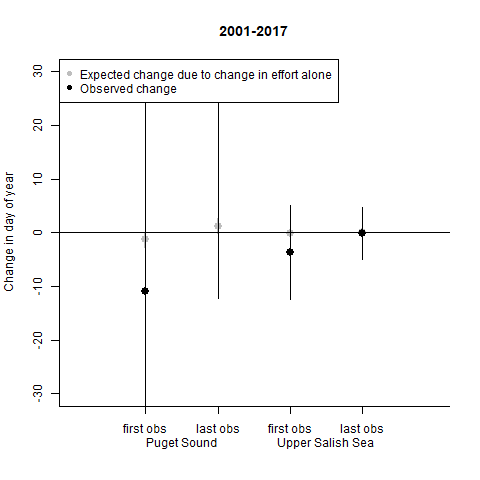 2001-2017
Expected change due to change in effort alone
Observed change
Change in day of year
30
20
10
0
-10
-20
-30
first obs last obs first obs last obs
Puget Sound Upper Salish Sea